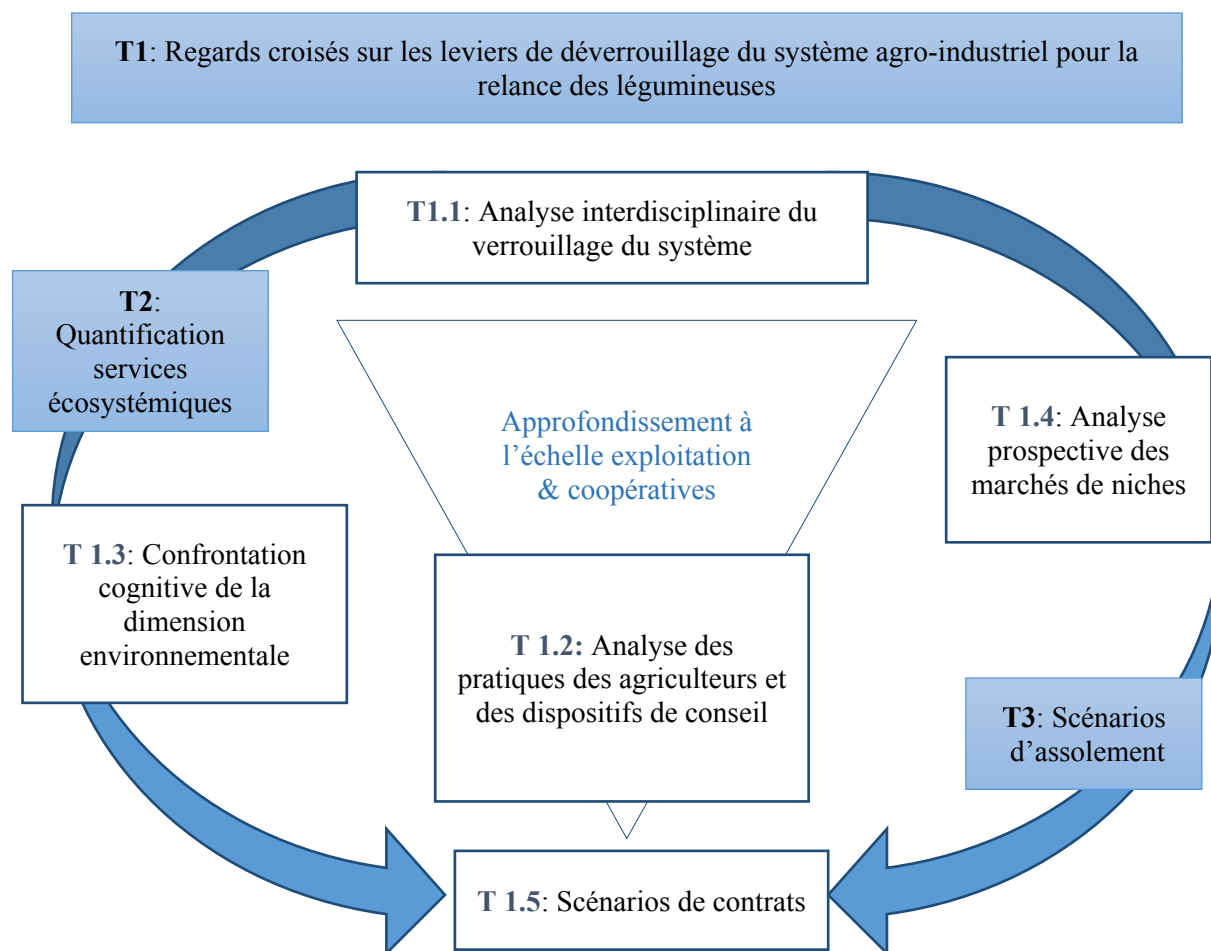 T1: Regards croisés sur les leviers de déverrouillage du système agro-industriel pour la
relance des légumineuses
T1.1: Analyse interdisciplinaire du
verrouillage du système
T2:
Quantification
services
écosystémiques
Approfondissement à
l’échelle exploitation
& coopératives
T 1.4: Analyse
prospective des
marchés de niches
T 1.3: Confrontation
cognitive de la
dimension
environnementale
T 1.2: Analyse des
pratiques des agriculteurs et
des dispositifs de conseil
T3: Scénarios
d’assolement
T 1.5: Scénarios de contrats